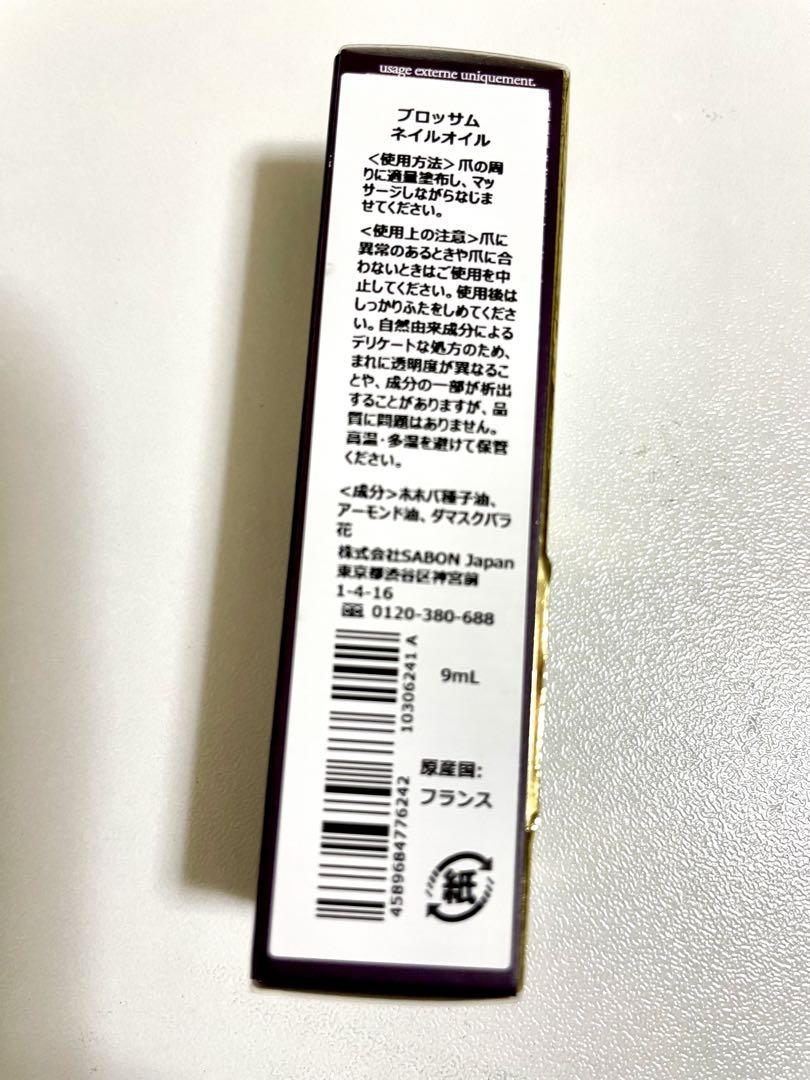 usage externe uniquement.
ブロッサム
ネイルオイル
＜使用方法＞爪の周
りに適量塗布し、マッ
サージしながらなじま
せてください。
＜使用上の注意＞爪に
異常のあるときや爪に合
わないときはご使用を中
止してください。使用後は
しっかりふたをしめてくださ
い。自然由来成分による
デリケートな処方のため、
まれに透明度が異なるこ
とや、成分の一部が析出
することがありますが、品
質に問題はありません。
高温・多湿を避けて保管
ください。
＜成分＞ホホバ種子油、
アーモンド油、ダマスクバラ
花
株式会社SABON Japan
東京都渋谷区神宮前
1-4-16
0120-380-688
10306241 A
9mL
4589684776242
原産国:
フランス
紙